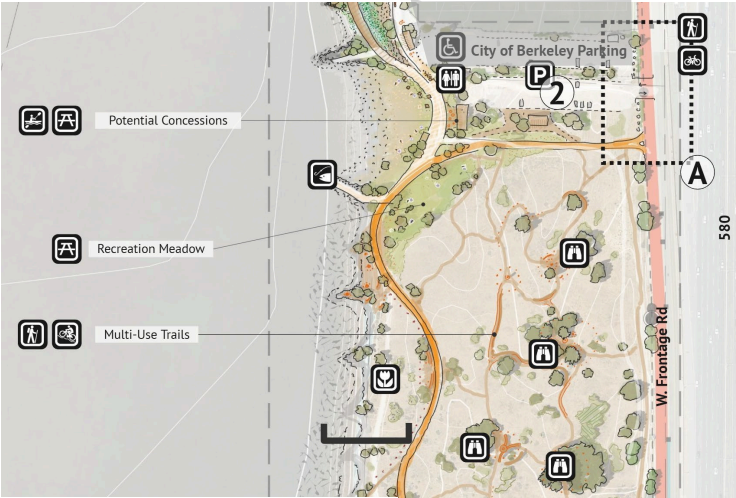 City of Berkeley Parking
P
2
Potential Concessions
A
580
Recreation Meadow
W. Frontage Rd
Multi-Use Trails